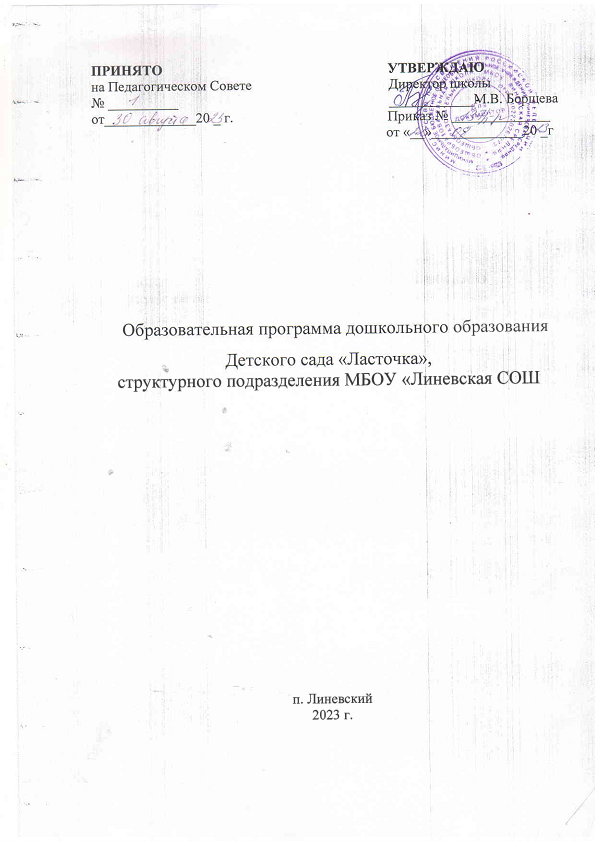 ПРИНЯТО
на Педагогическом Совете
№ 1
от 30 августа 2023 г.
УТВЕРЖДАЮ
Директор школы
М.В. Борщева
Приказ №
от « » 20 3 г
Образовательная программа дошкольного образования
Детского сада «Ласточка»,
структурного подразделения МБОУ «Линевская СОШ
п. Линевский
2023 г.